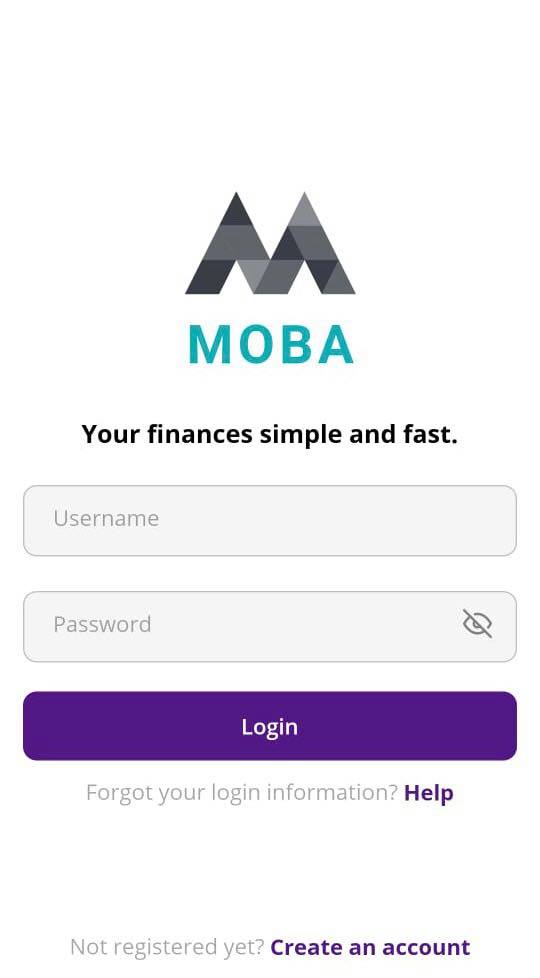 MOBA
Your finances simple and fast.
Username
Password
Login
Forgot your login information? Help
Not registered yet? Create an account